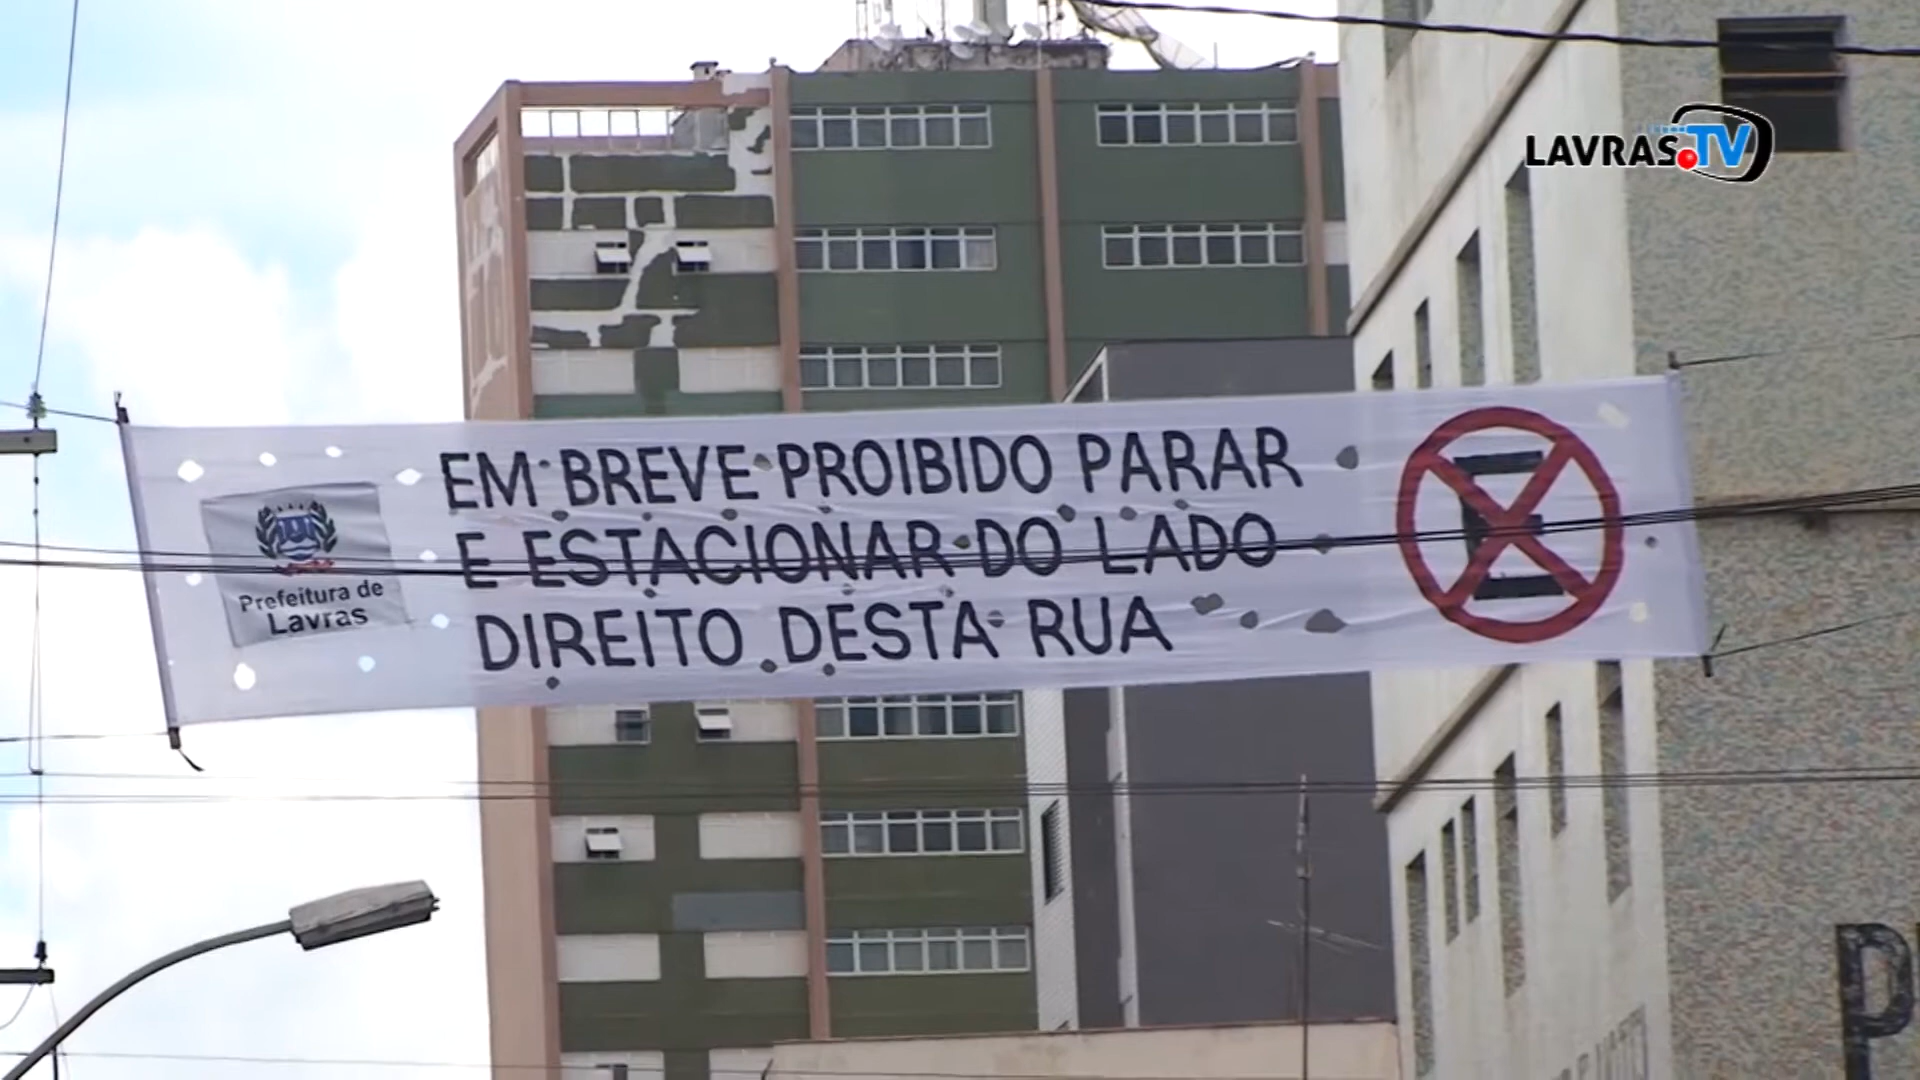 LAVRAS.TV
EM BREVE PROIBIDO PARAR
E ESTACIONAR DO LADO
DIREITO DESTA RUA
Prefeitura de
Lavras
E
P